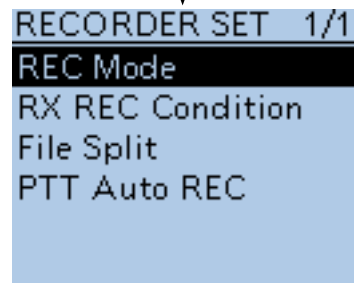 RECORDER SET 1/1
REC Mode
RX REC Condition
File Split
PTT Auto REC